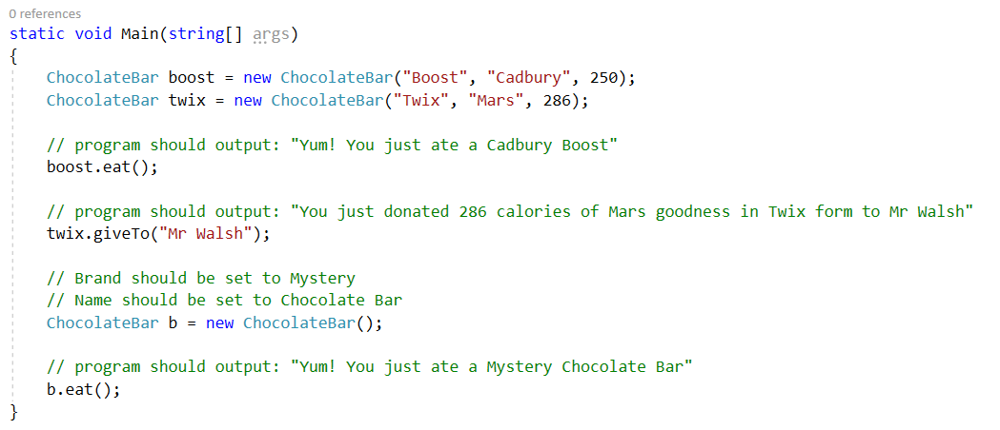 0 references
static void Main(string[] args)
{
ChocolateBar boost = new ChocolateBar("Boost", "Cadbury", 250);
ChocolateBar twix = new ChocolateBar("Twix", "Mars", 286);
// program should output: "Yum! You just ate a Cadbury Boost"
boost.eat();
// program should output: "You just donated 286 calories of Mars goodness in Twix form to Mr Walsh"
twix.giveTo("Mr Walsh");
// Brand should be set to Mystery
// Name should be set to Chocolate Bar
ChocolateBar b = new ChocolateBar();
// program should output: "Yum! You just ate a Mystery Chocolate Bar"
b.eat();
}